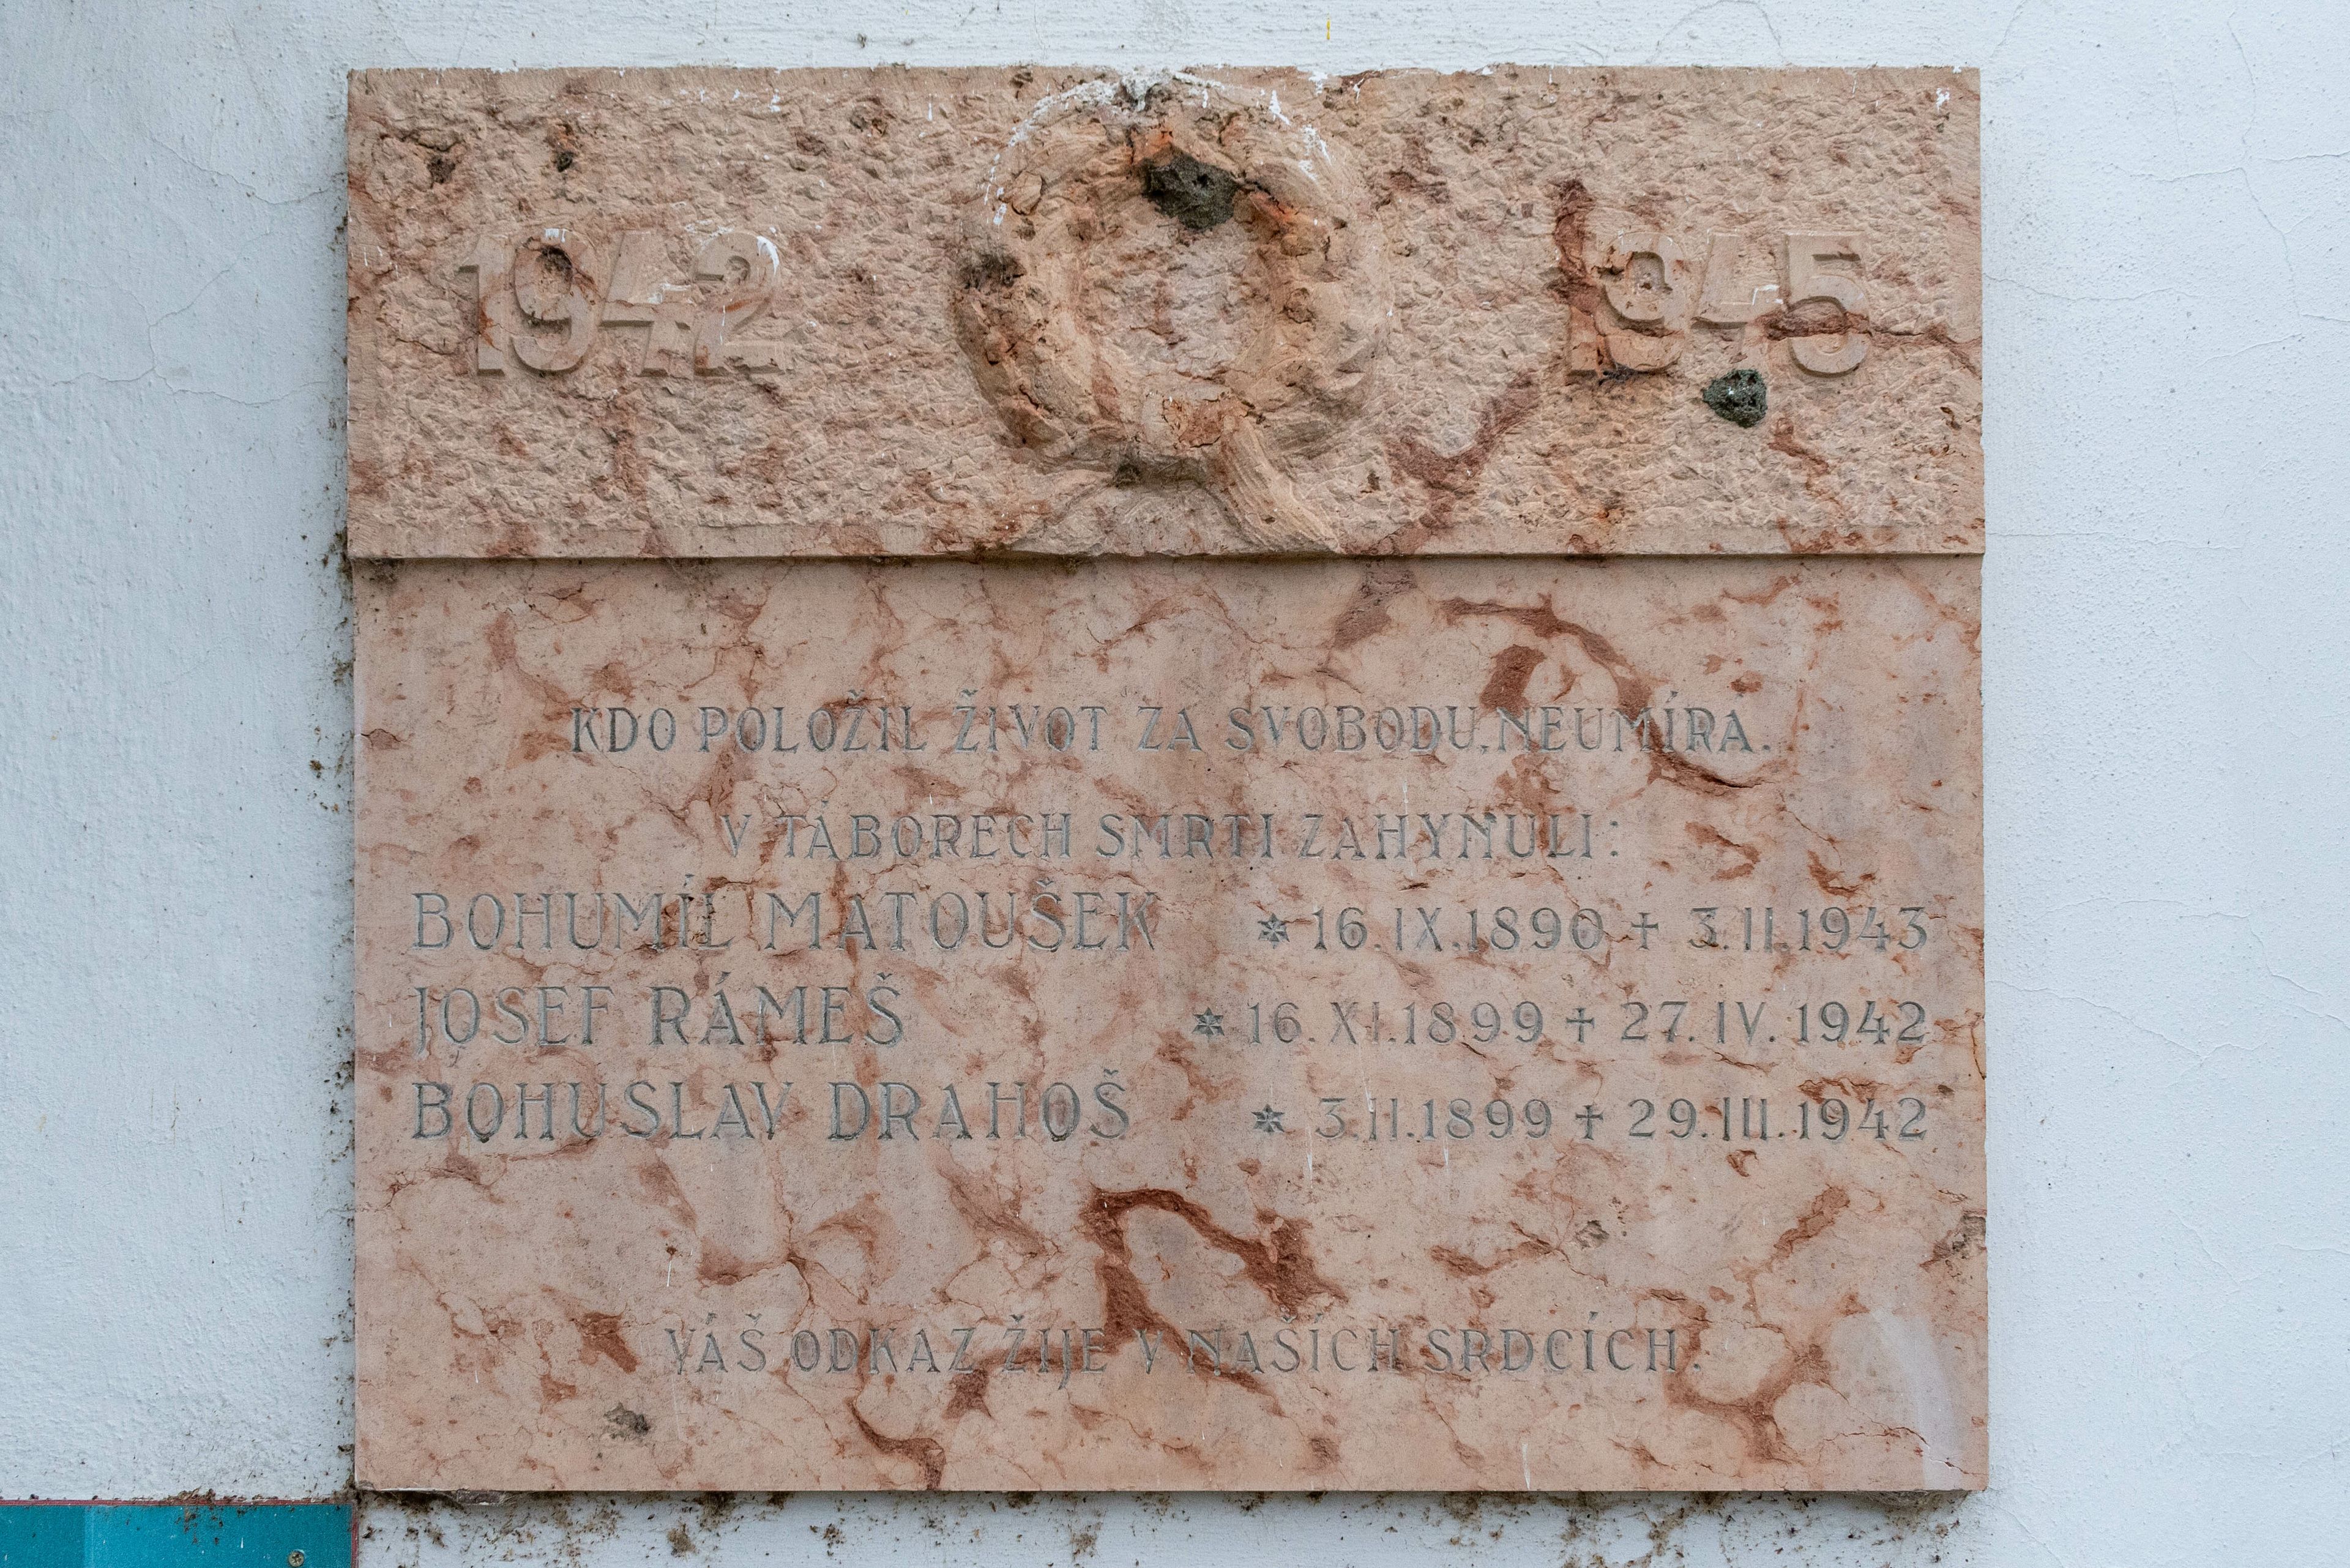 1942 1945
KDO POLOŽIL ŽIVOT ZA SVOBODU, NEUMÍRÁ.
V TÁBORECH SMRTI ZAHYNULI:
BOHUMÍL MATOUŠEK * 16. IX. 1890 + 3. II. 1943
JOSEF RÁMEŠ * 16. XI. 1899 + 27. IV. 1942
BOHUSLAV DRAHOŠ * 3. II. 1899 + 29. III. 1942
VÁŠ ODKAZ ŽIJE V NAŠÍCH SRDCÍCH.